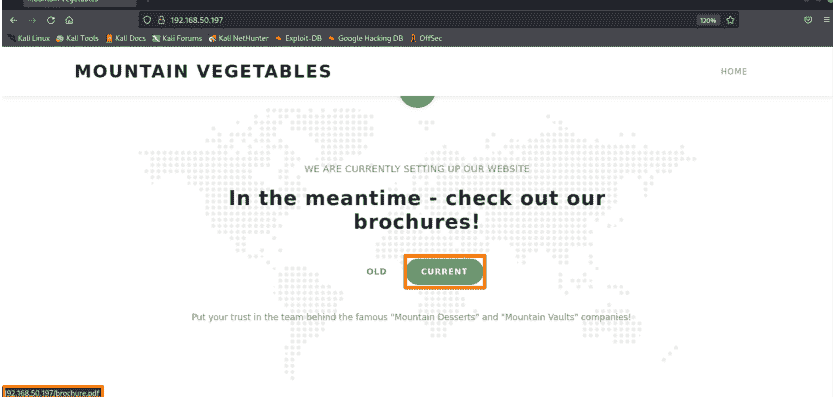 Mountain Vegetables
192.168.50.197
120%
Kali Linux Kali Tools Kali Docs Kali Forums Kali NetHunter Exploit-DB Google Hacking DB OffSec
MOUNTAIN VEGETABLES
HOME
WE ARE CURRENTLY SETTING UP OUR WEBSITE
In the meantime - check out our
brochures!
OLD CURRENT
Put your trust in the team behind the famous "Mountain Desserts" and "Mountain Vaults" companies!
192.168.50.197/brochure.pdf